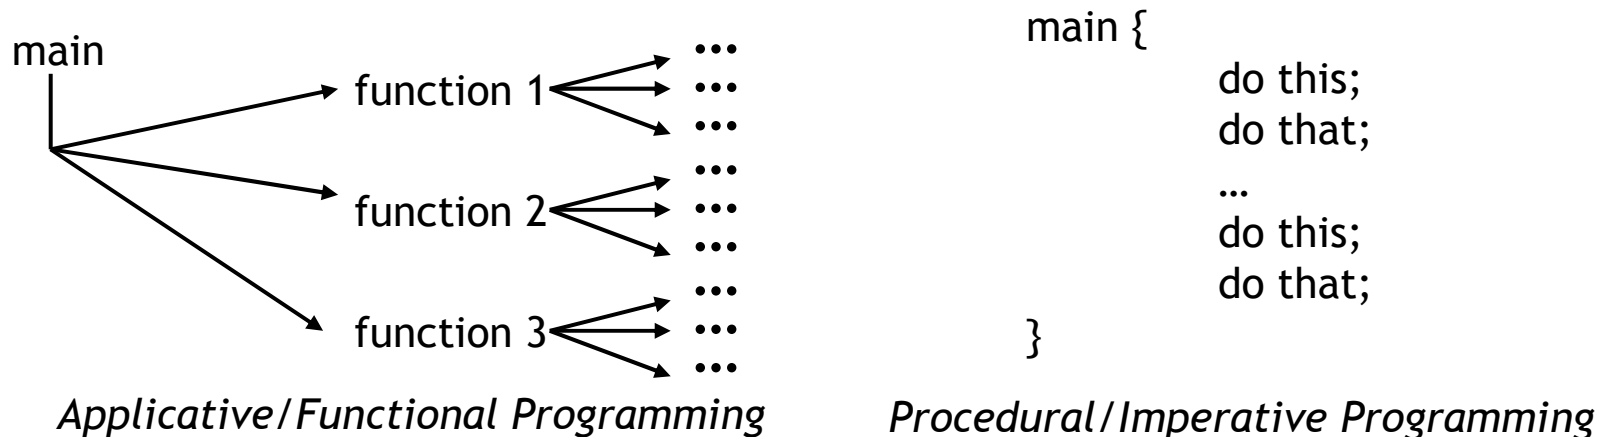 main
function 1
...
...
...
function 2
...
...
...
function 3
...
...
...
Applicative/Functional Programming
main {
do this;
do that;
...
do this;
do that;
}
Procedural/Imperative Programming